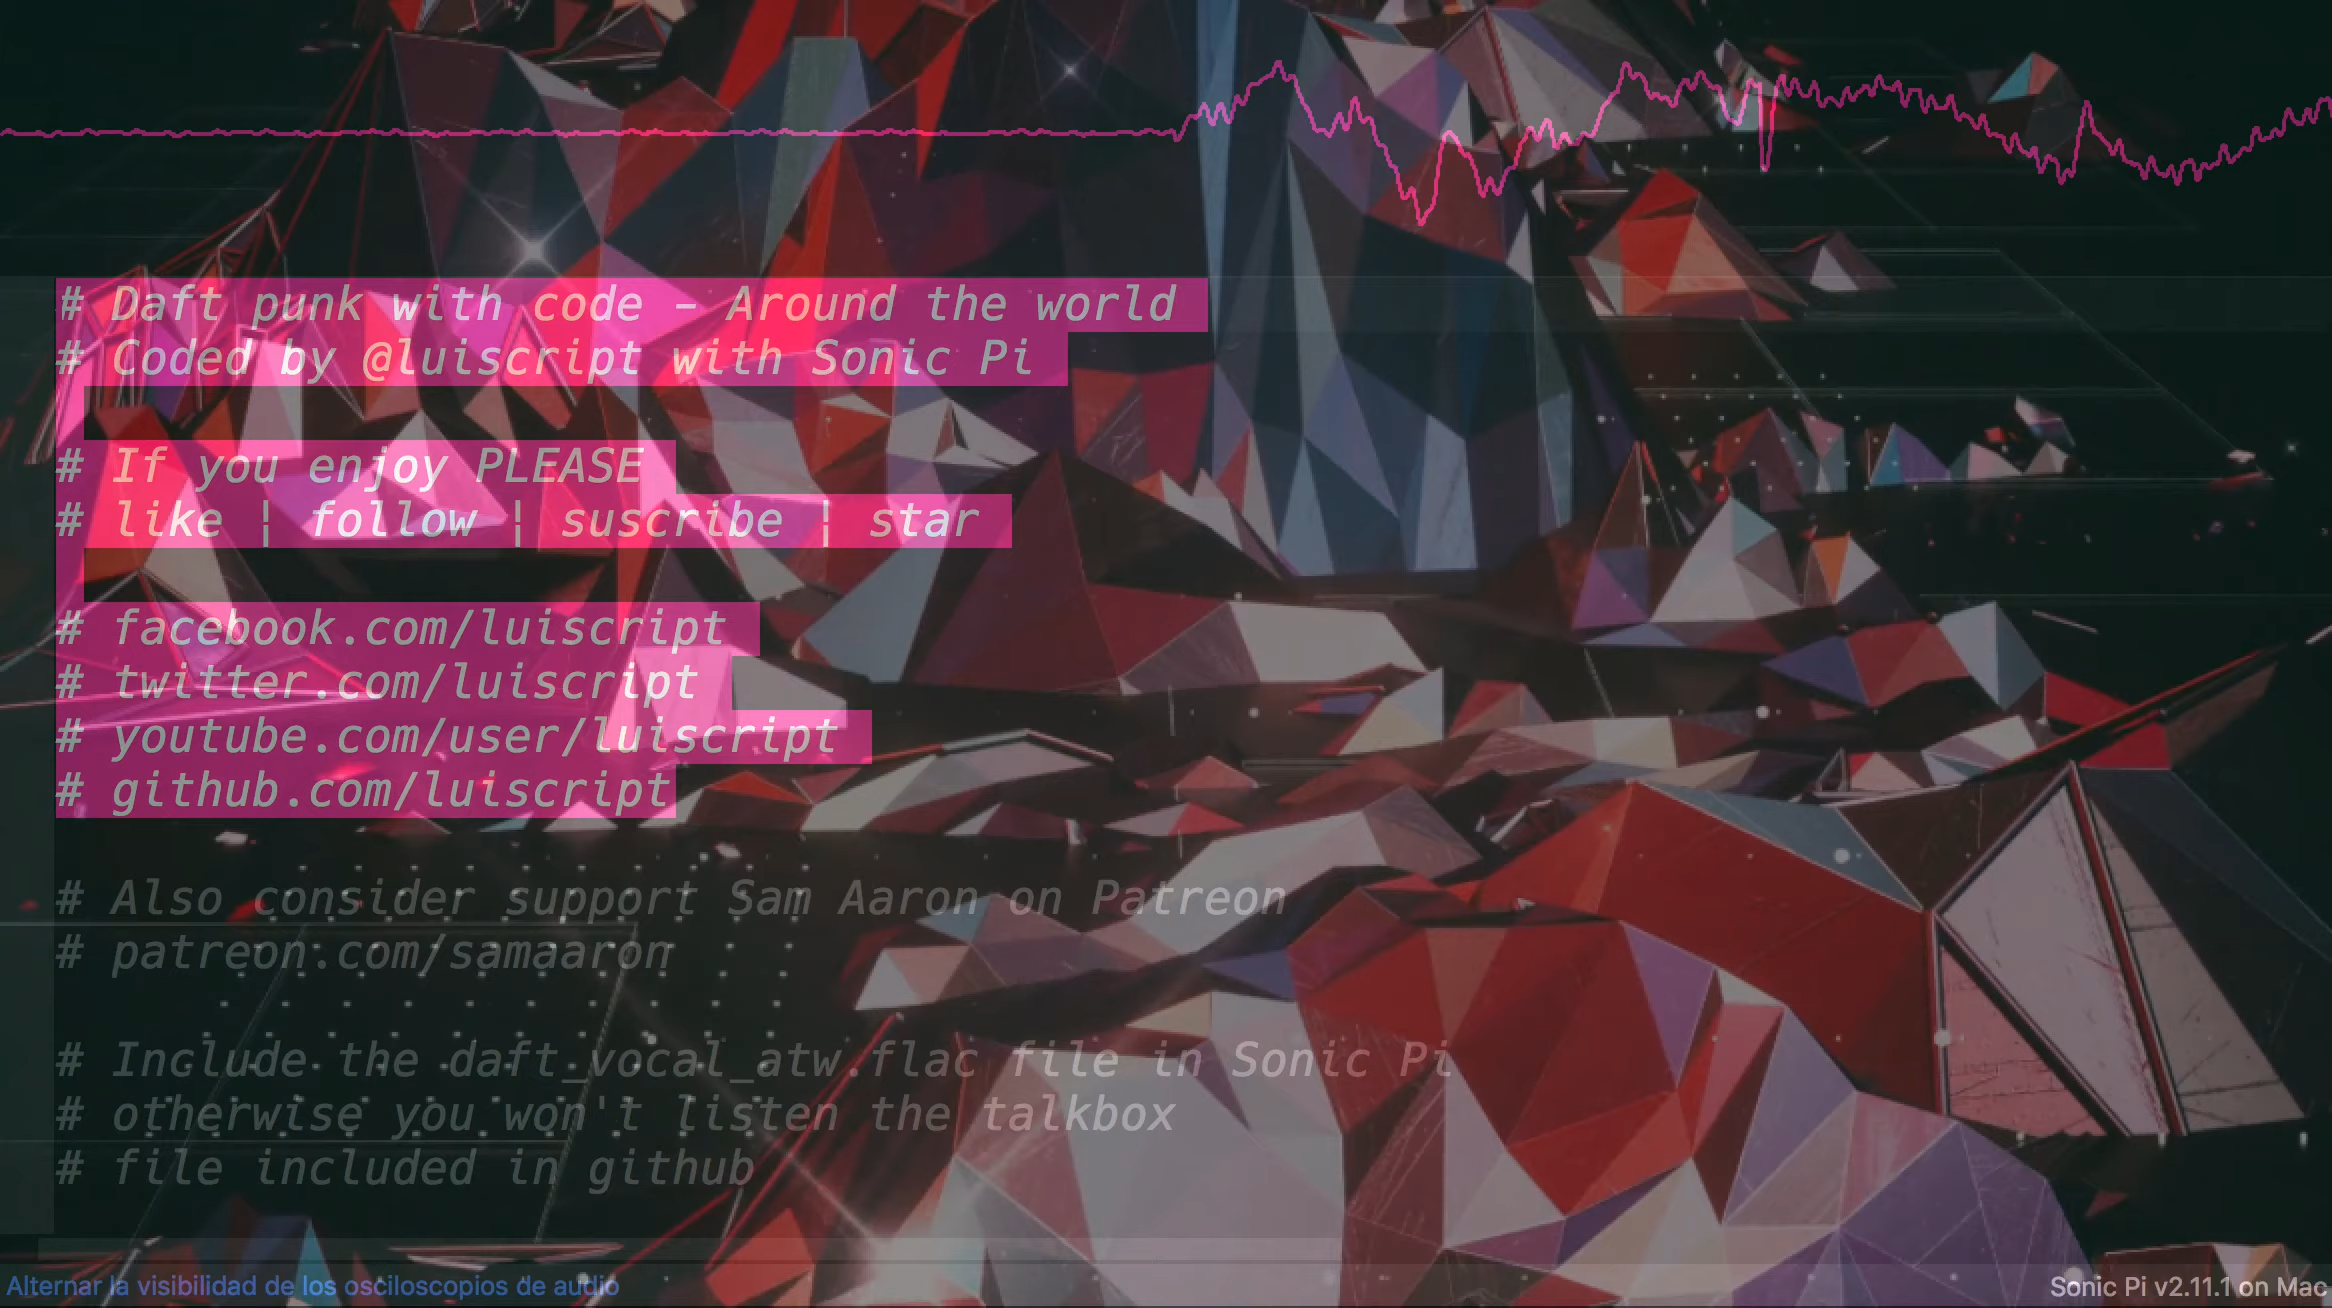 # Daft punk with code - Around the world
# Coded by @luiscript with Sonic Pi
# If you enjoy PLEASE
# like | follow | suscribe | star
# facebook.com/luiscript
# twitter.com/luiscript
# youtube.com/user/luiscript
# github.com/luiscript
# Also consider support Sam Aaron on Patreon
# patreon.com/samaaron
# Include the daft_vocal_atw.flac file in Sonic Pi
# otherwise you won't listen the talkbox
# file included in github
Alternar la visibilidad de los osciloscopios de audio
Sonic Pi v2.11.1 on Mac